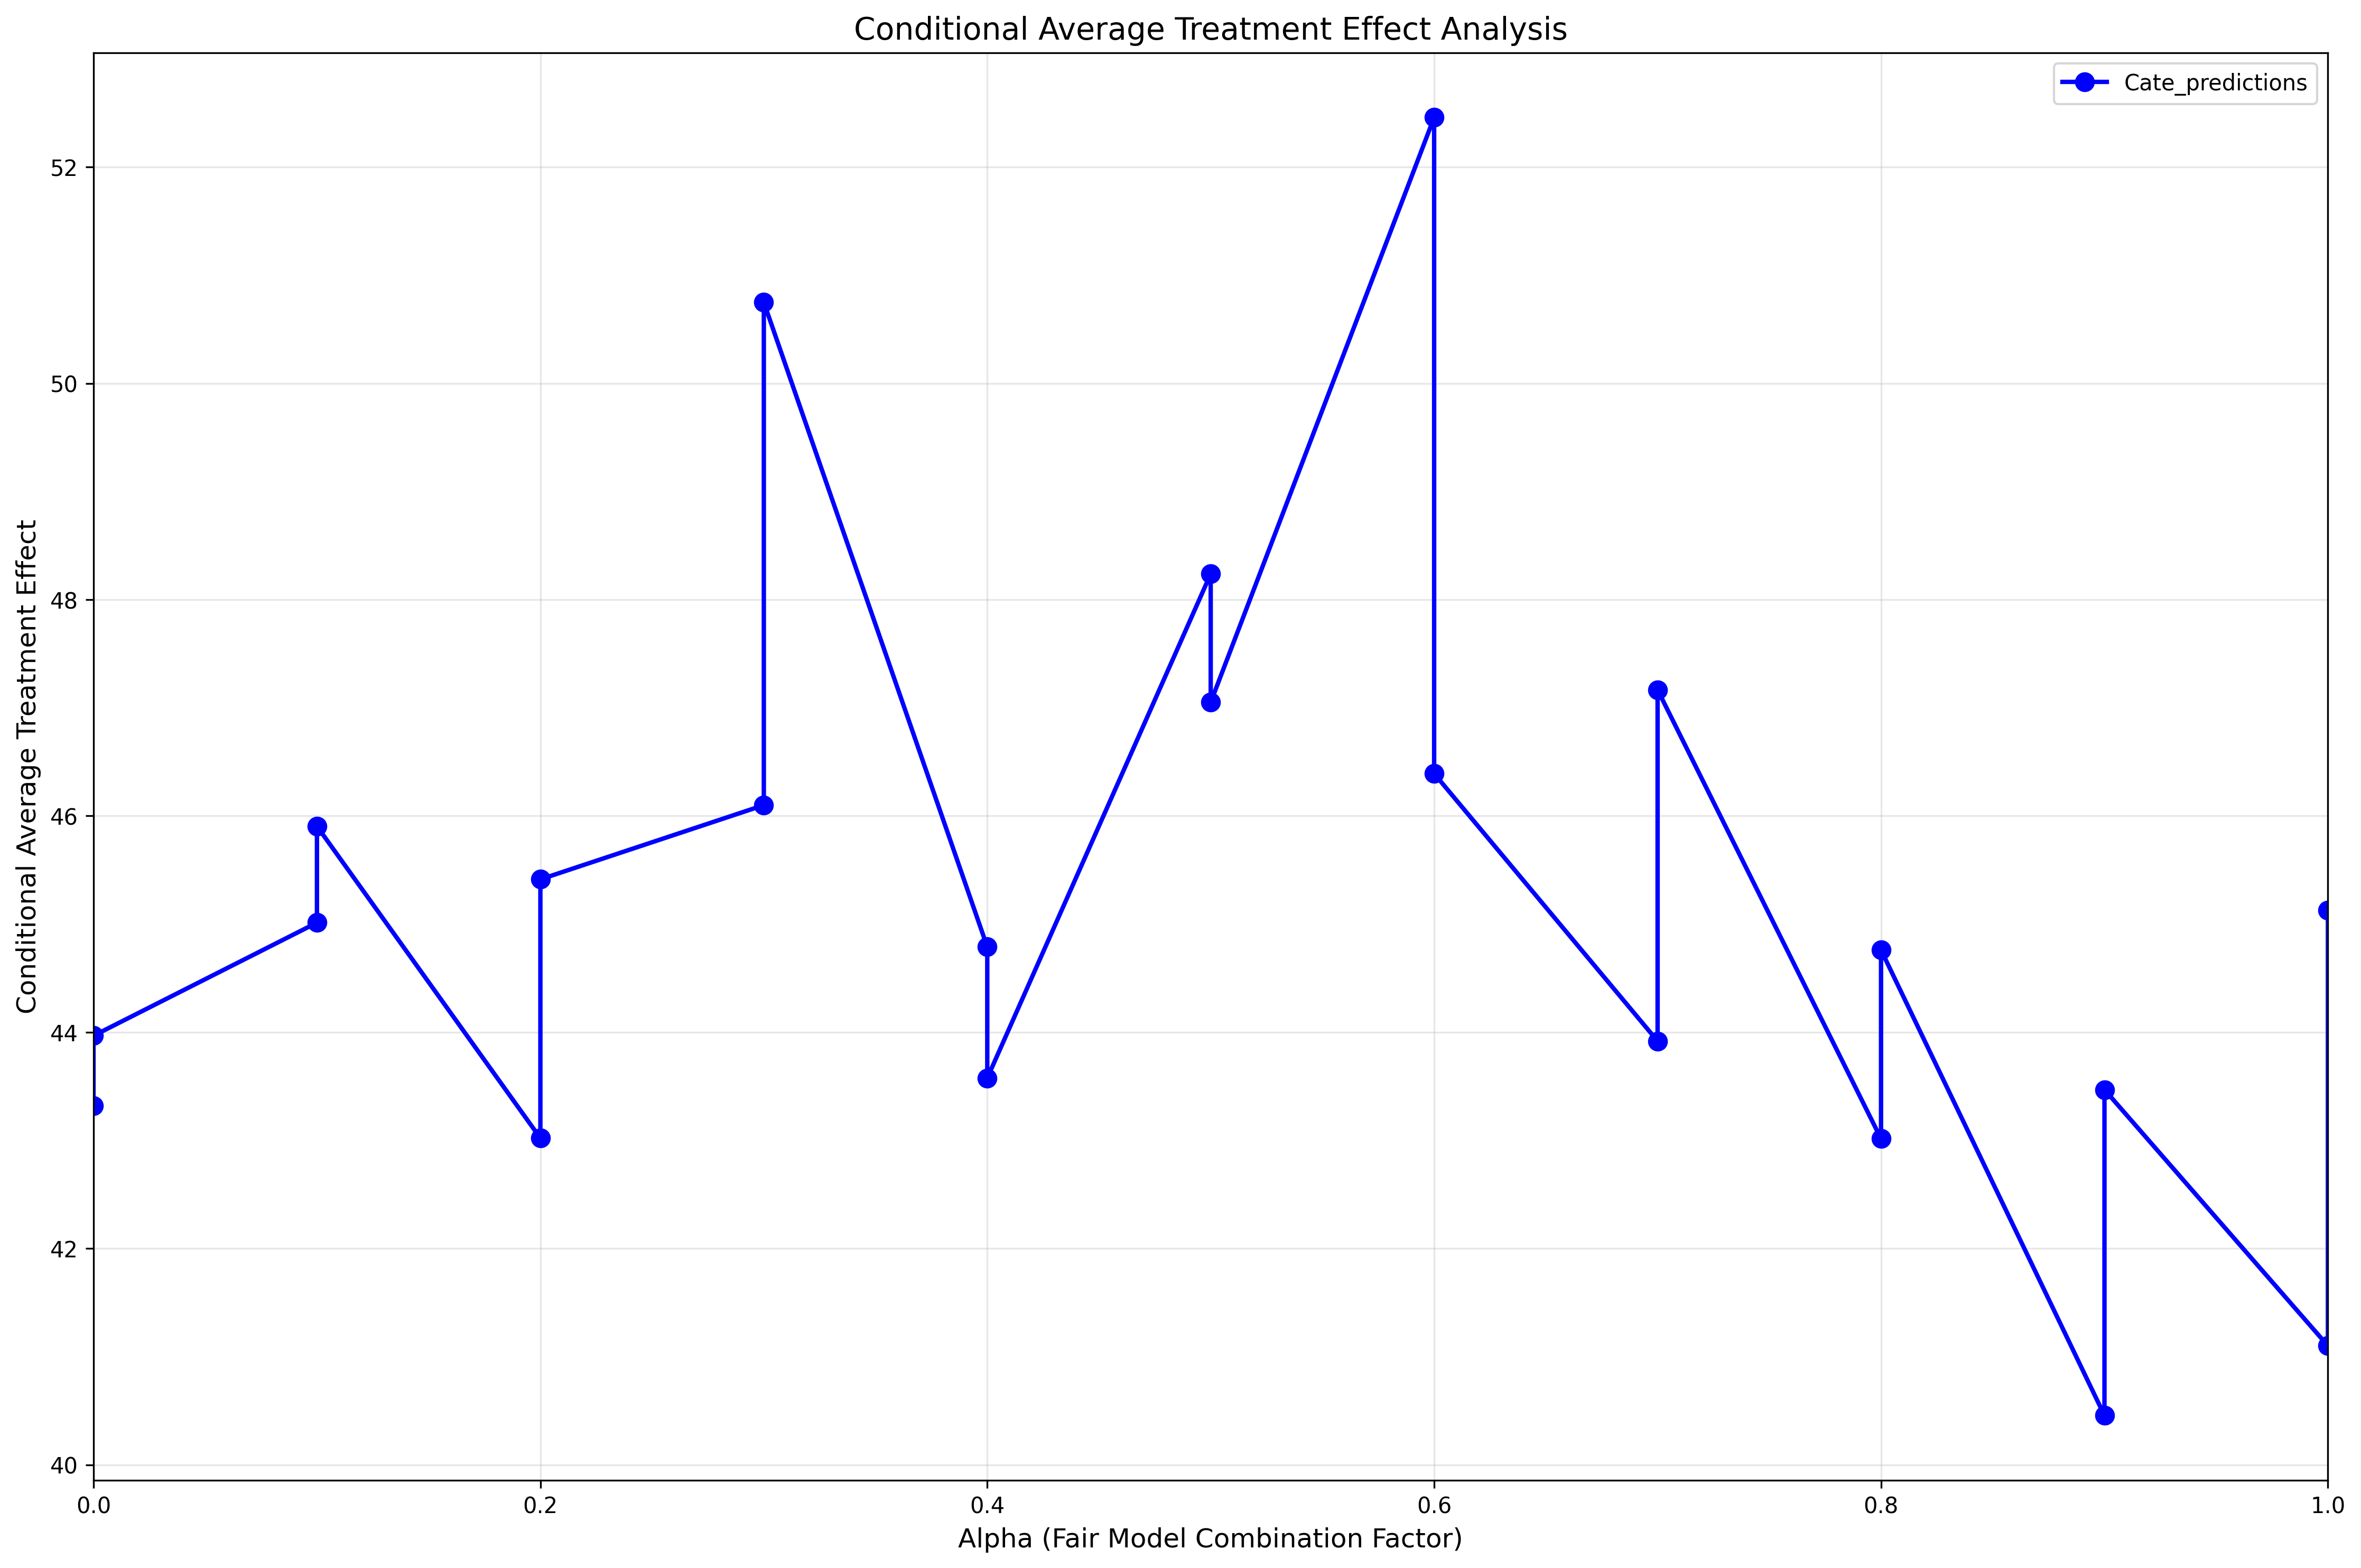 Conditional Average Treatment Effect Analysis
Cate_predictions
Conditional Average Treatment Effect
52
50
48
46
44
42
40
0.0 0.2 0.4 0.6 0.8 1.0
Alpha (Fair Model Combination Factor)